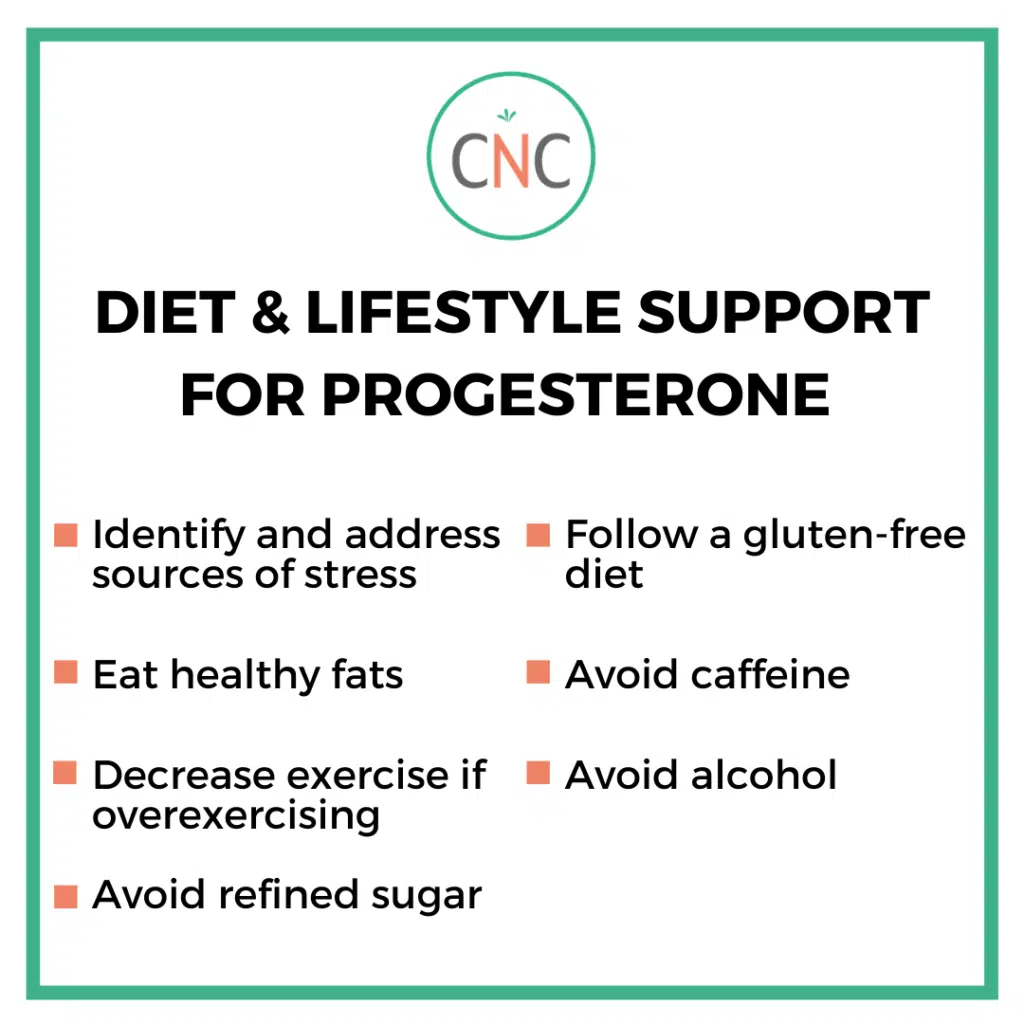 CNC
DIET & LIFESTYLE SUPPORT
FOR PROGESTERONE
Identify and address
sources of stress
Eat healthy fats
Decrease exercise if
overexercising
Avoid refined sugar
Follow a gluten-free
diet
Avoid caffeine
Avoid alcohol